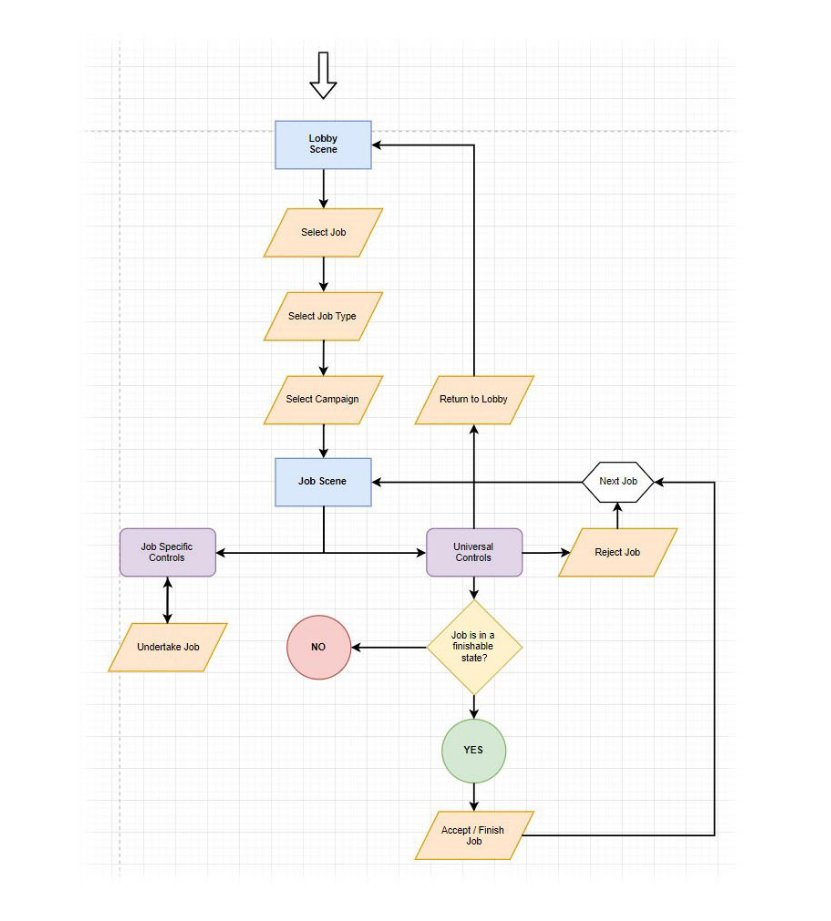 Lobby
Scene
Select Job
Select Job Type
Select Campaign
Return to Lobby
Job Scene
Next Job
Job Specific
Controls
Universal
Controls
Reject Job
Undertake Job
NO
Job is in a
finishable
state?
YES
Accept / Finish
Job